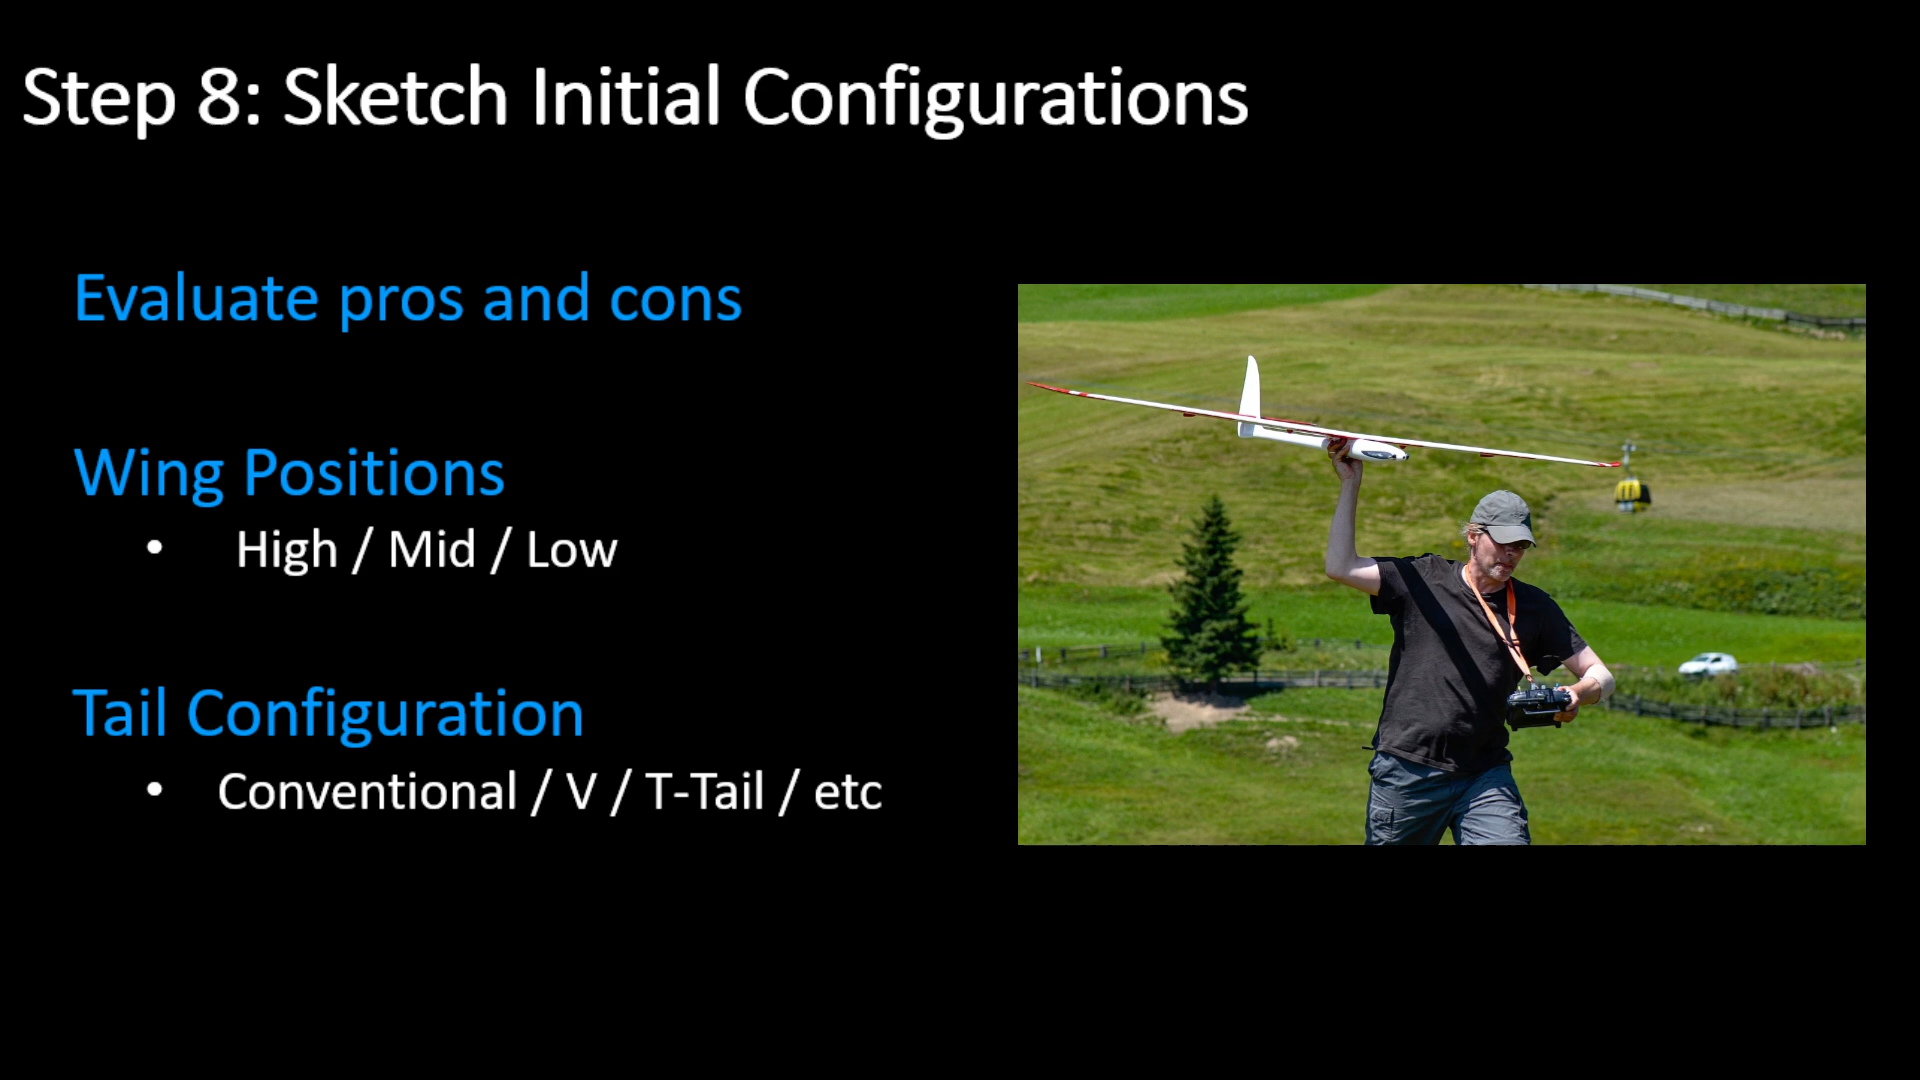 Step 8: Sketch Initial Configurations
Evaluate pros and cons
Wing Positions
• High / Mid / Low
Tail Configuration
• Conventional / V / T-Tail / etc